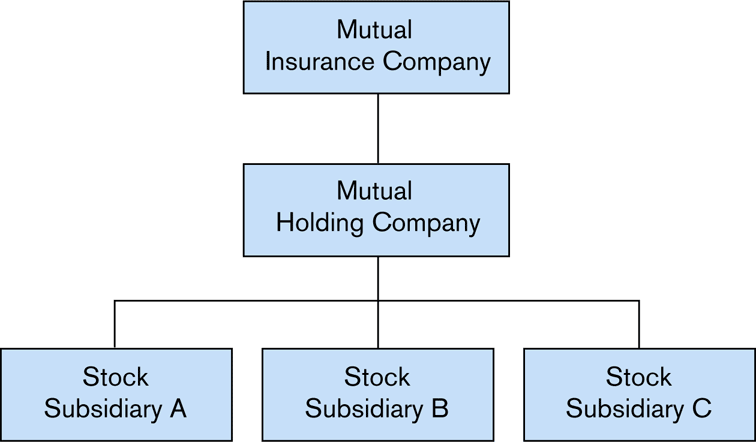 Mutual
Insurance Company
Mutual
Holding Company
Stock
Subsidiary A
Stock
Subsidiary B
Stock
Subsidiary C